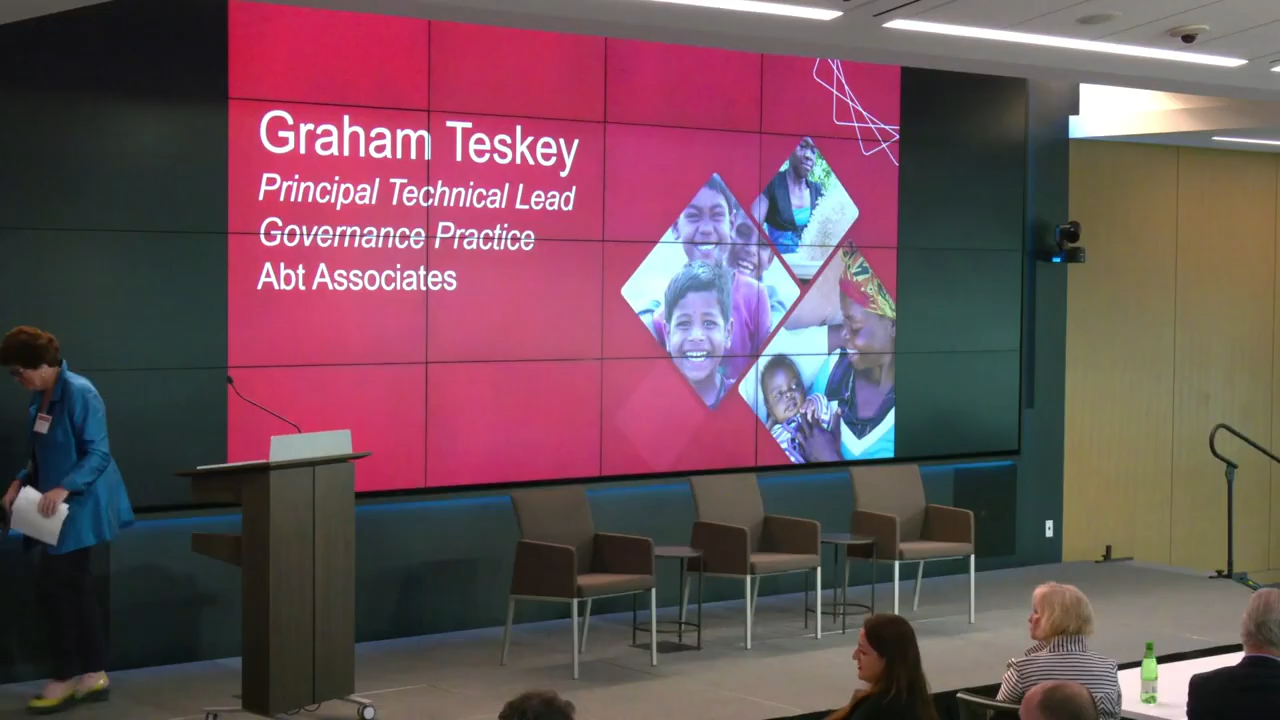 Graham Teskey
Principal Technical Lead
Governance Practice
Abt Associates